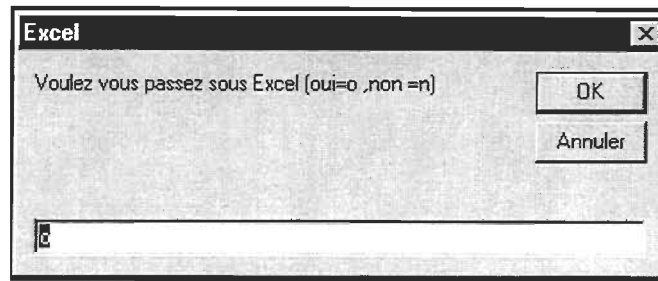 Excel
Voulez vous passez sous Excel (oui=o ,non =n)
OK
Annuler
o